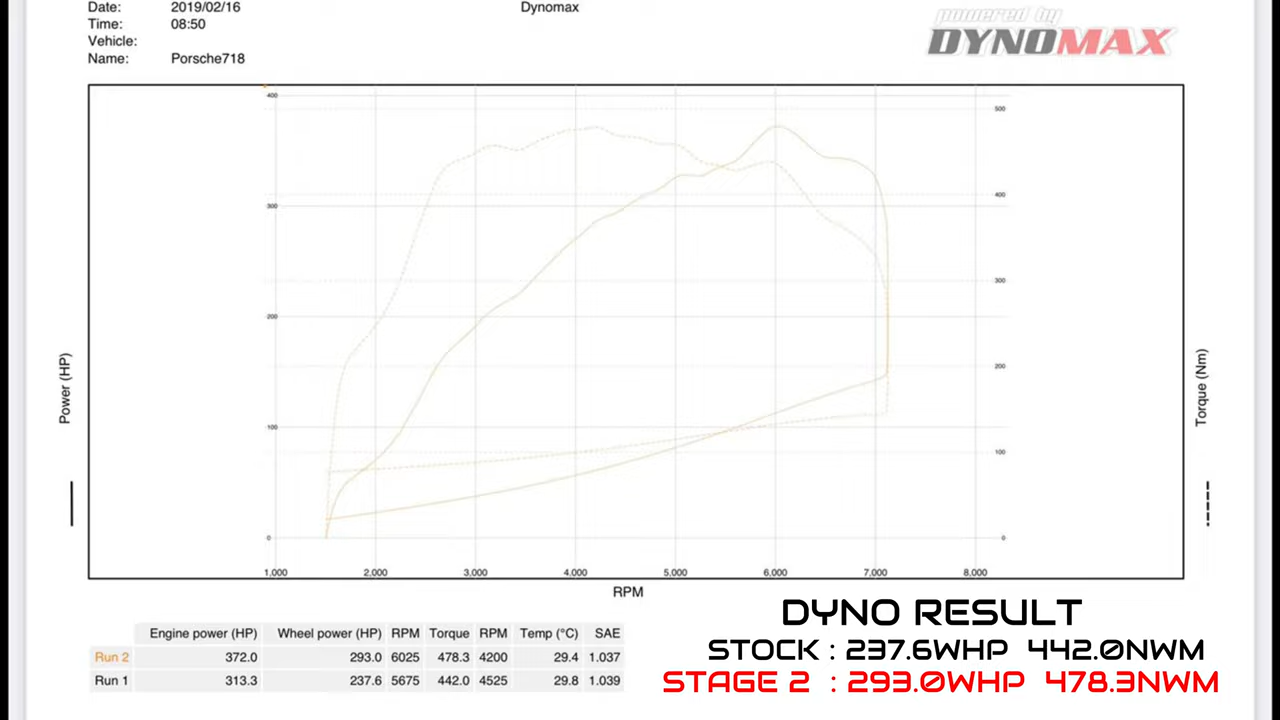 Date: 2019/02/16 Dynomax
Time: 08:50
Vehicle:
Name: Porsche718
powered by
DYNOMAX
400
500
400
300
300
200
200
100
100
0
0
Power (HP)
Torque (Nm)
1,000 2,000 3,000 4,000 5,000 6,000 7,000 8,000
RPM
Engine power (HP) Wheel power (HP) RPM Torque RPM Temp (°C) SAE
Run 2 372.0 293.0 6025 478.3 4200 29.4 1.037
Run 1 313.3 237.6 5675 442.0 4525 29.8 1.039
DYNO RESULT
STOCK : 237.6WHP 442.0NWM
STAGE 2 : 293.0WHP 478.3NWM